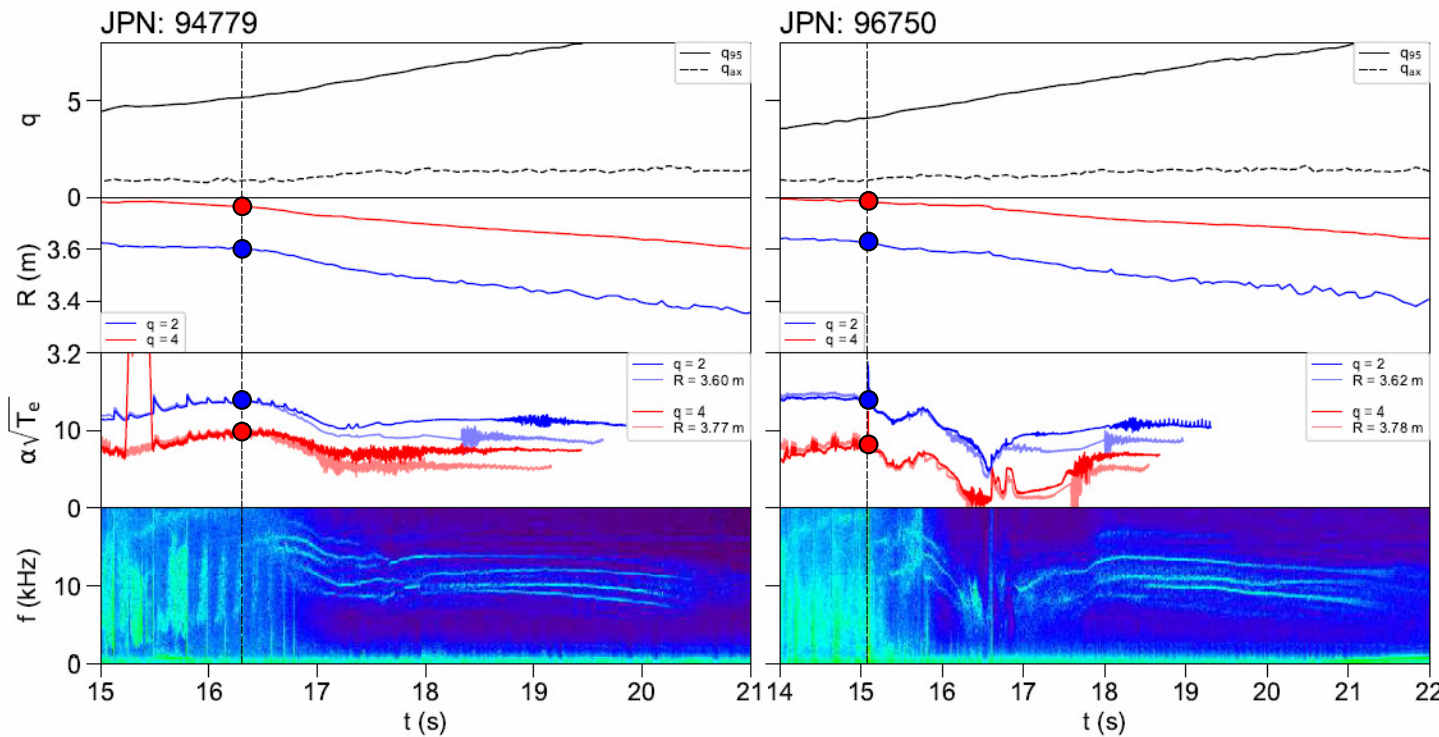 JPN: 94779
q
5
0
q95
qax
R (m)
3.6
3.4
3.2
q = 2
q = 4
α√Te
10
0
q = 2
R = 3.60 m
q = 4
R = 3.77 m
f (kHz)
10
0
15 16 17 18 19 20 21
t (s)
JPN: 96750
q95
qax
q = 2
q = 4
q = 2
R = 3.62 m
q = 4
R = 3.78 m
14 15 16 17 18 19 20 21 22
t (s)